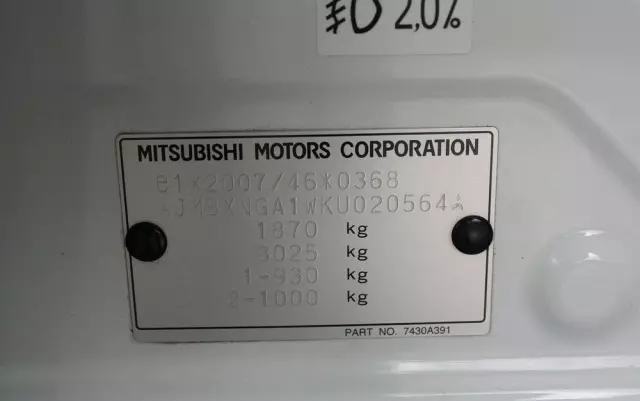 2,0%
MITSUBISHI MOTORS CORPORATION
e1*2007/46*0368
JMBXNGA1WKU020564
1870 kg
3025 kg
1-930 kg
2-1000 kg
PART NO. 7430A391